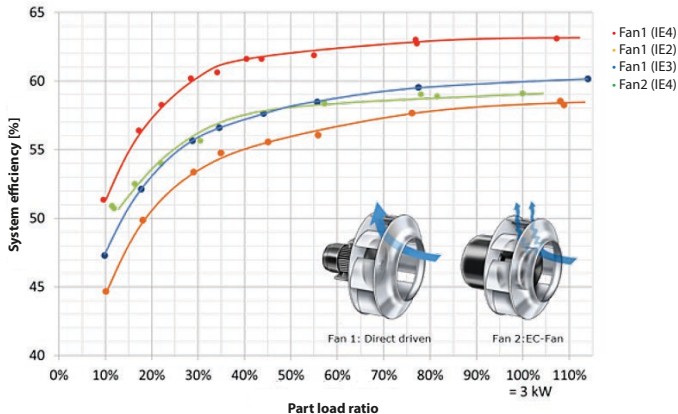 65
60
55
50
45
40
System efficiency [%]
0%
10%
20%
30%
40%
50%
60%
70%
80%
90%
100%
110%
= 3 kW
Part load ratio
Fan1 (IE4)
Fan1 (IE2)
Fan1 (IE3)
Fan2 (IE4)
Fan 1: Direct driven
Fan 2:EC-Fan